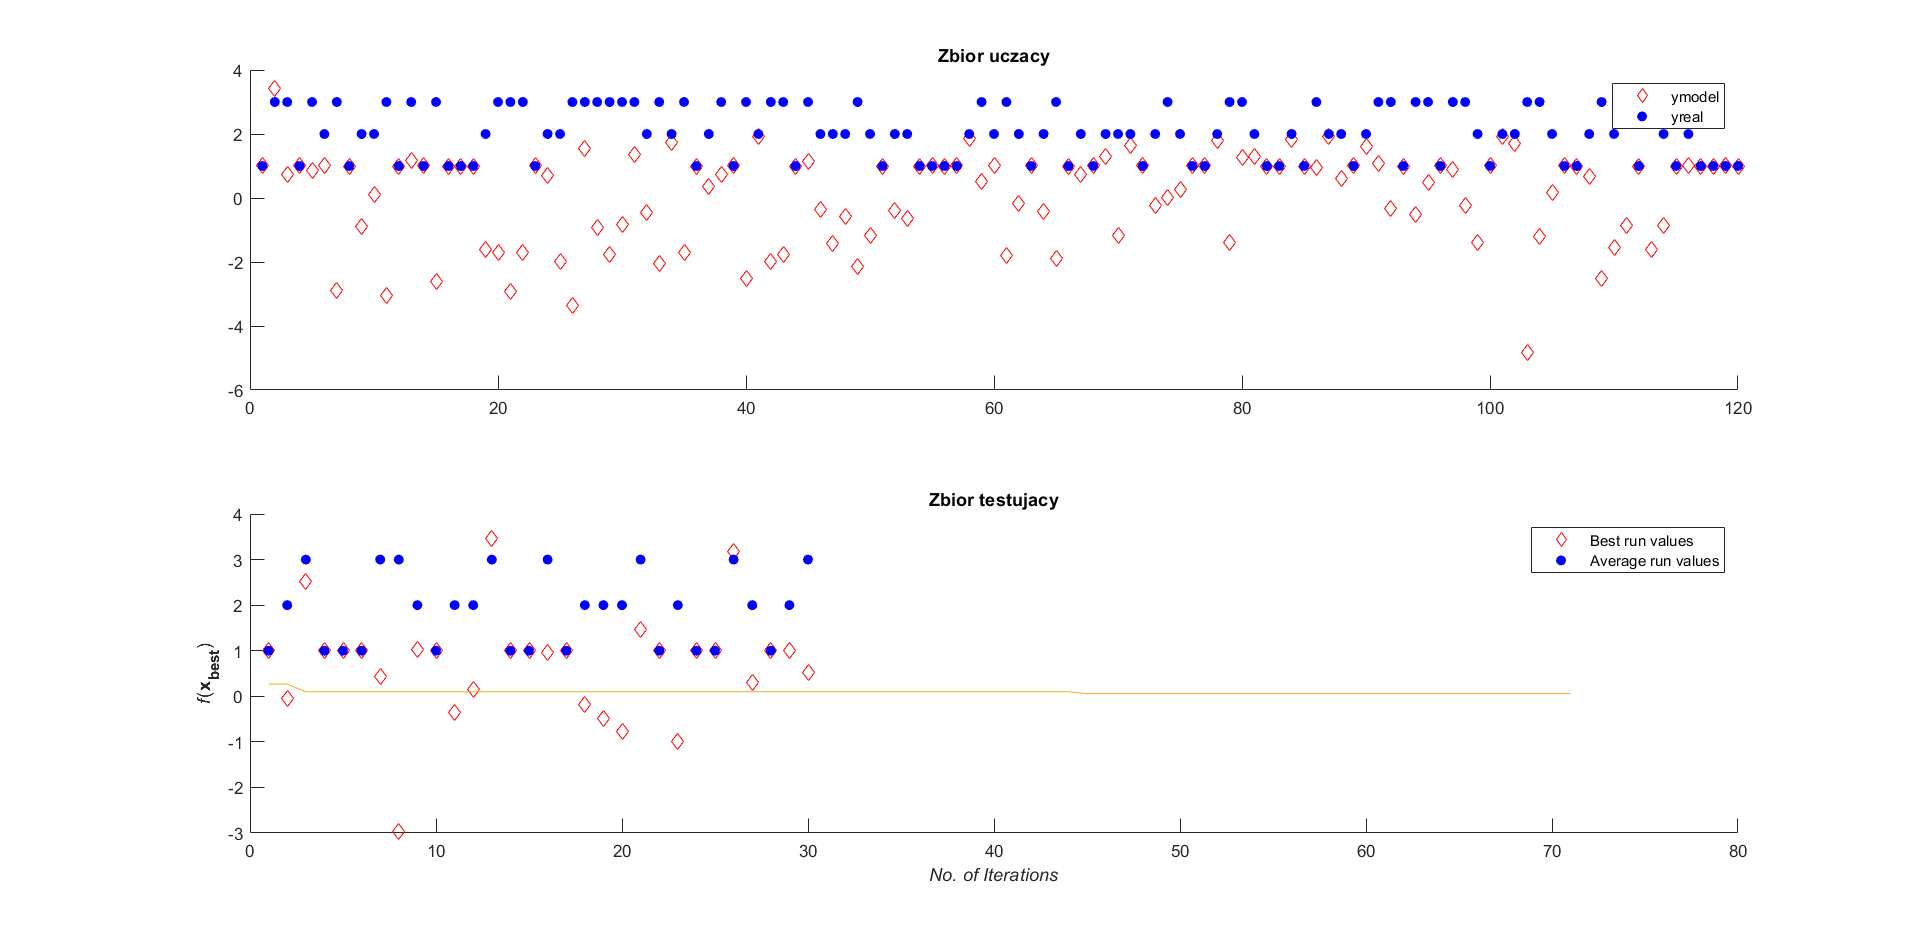 Zbior uczacy
4
2
0
-2
-4
-6
0 20 40 60 80 100 120
ymodel
yreal
Zbior testujacy
4
3
2
1
0
-1
-2
-3
0 10 20 30 40 50 60 70 80
f(x_best)
No. of Iterations
Best run values
Average run values